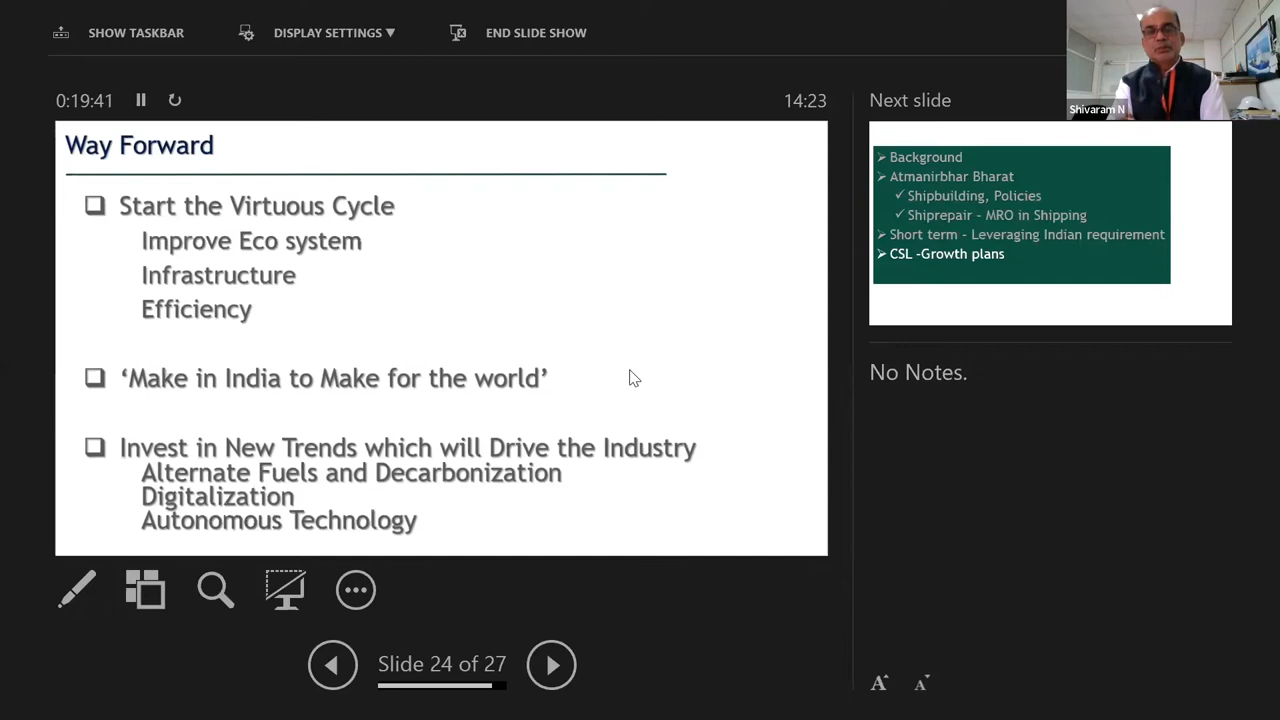 SHOW TASKBAR
DISPLAY SETTINGS ▼
END SLIDE SHOW
Shivaram N
0:19:41
14:23
Next slide
Way Forward
❑ Start the Virtuous Cycle
Improve Eco system
Infrastructure
Efficiency
❑ ‘Make in India to Make for the world’
❑ Invest in New Trends which will Drive the Industry
Alternate Fuels and Decarbonization
Digitalization
Autonomous Technology
➢ Background
➢ Atmanirbhar Bharat
✓ Shipbuilding, Policies
✓ Shiprepair - MRO in Shipping
➢ Short term - Leveraging Indian requirement
➢ CSL -Growth plans
No Notes.
Slide 24 of 27
A A